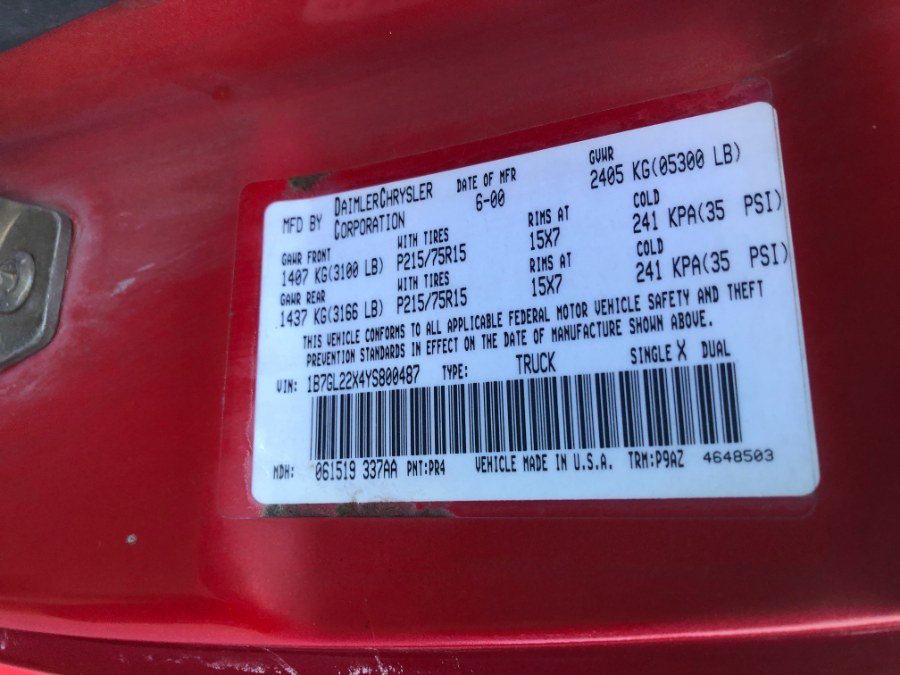 MFD BY DAIMLERCHRYSLER CORPORATION DATE OF MFR 6-00 GVWR 2405 KG(05300 LB)
GAWR FRONT WITH TIRES RIMS AT COLD
1407 KG(3100 LB) P215/75R15 15X7 241 KPA(35 PSI)
GAWR REAR WITH TIRES RIMS AT COLD
1437 KG(3166 LB) P215/75R15 15X7 241 KPA(35 PSI)
THIS VEHICLE CONFORMS TO ALL APPLICABLE FEDERAL MOTOR VEHICLE SAFETY AND THEFT
PREVENTION STANDARDS IN EFFECT ON THE DATE OF MANUFACTURE SHOWN ABOVE.
VIN: 1B7GL22X4YS800487 TYPE: TRUCK SINGLE X DUAL
MDH: 061519 337AA PNT:PR4 VEHICLE MADE IN U.S.A. TRM:P9AZ 4648503